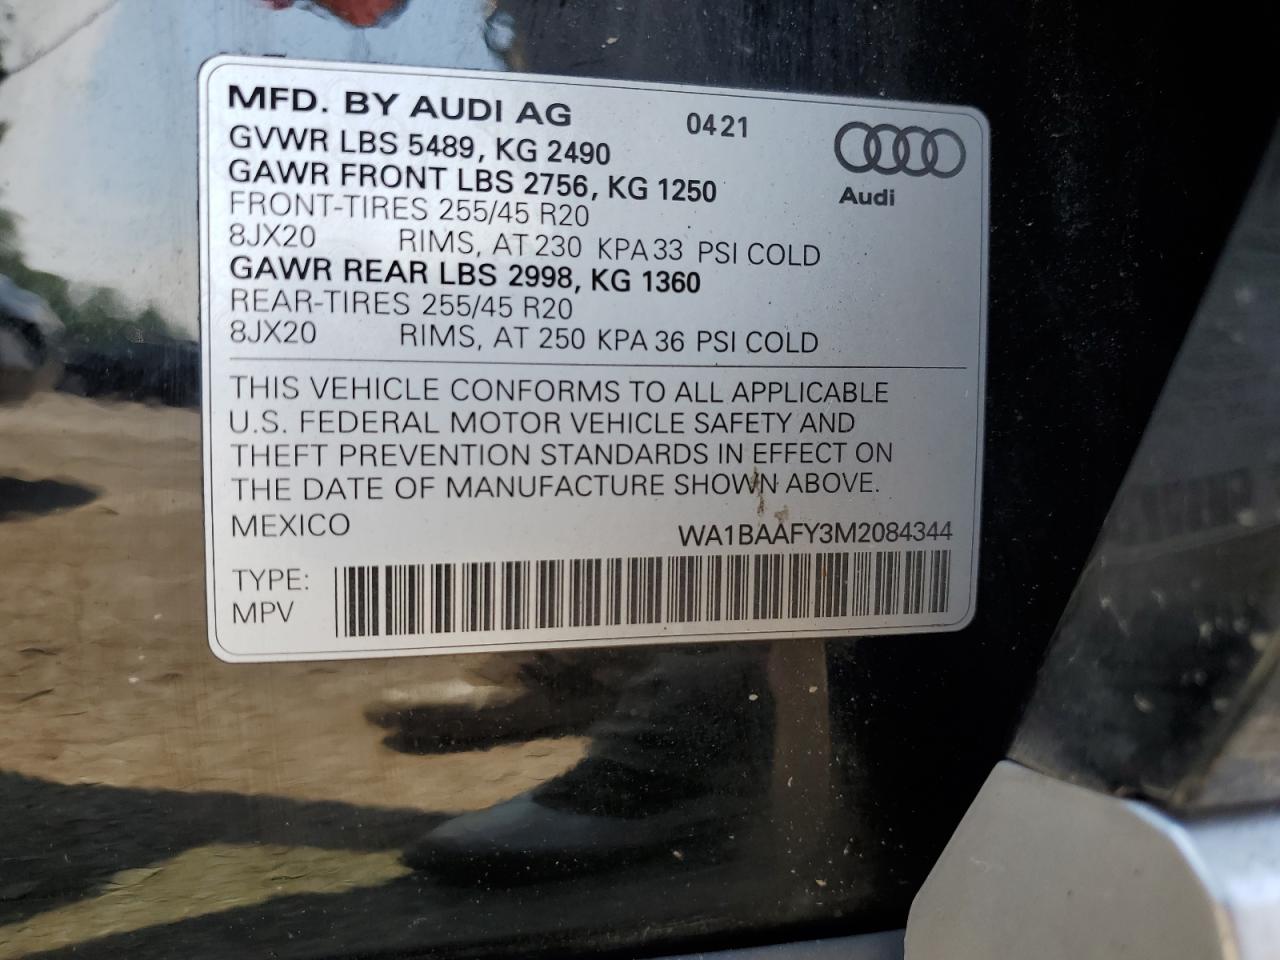 MFD. BY AUDI AG 0421
GVWR LBS 5489, KG 2490
GAWR FRONT LBS 2756, KG 1250
Audi
FRONT-TIRES 255/45 R20
8JX20 RIMS, AT 230 KPA 33 PSI COLD
GAWR REAR LBS 2998, KG 1360
REAR-TIRES 255/45 R20
8JX20 RIMS, AT 250 KPA 36 PSI COLD
THIS VEHICLE CONFORMS TO ALL APPLICABLE
U.S. FEDERAL MOTOR VEHICLE SAFETY AND
THEFT PREVENTION STANDARDS IN EFFECT ON
THE DATE OF MANUFACTURE SHOWN ABOVE.
MEXICO WA1BAAFY3M2084344
TYPE:
MPV